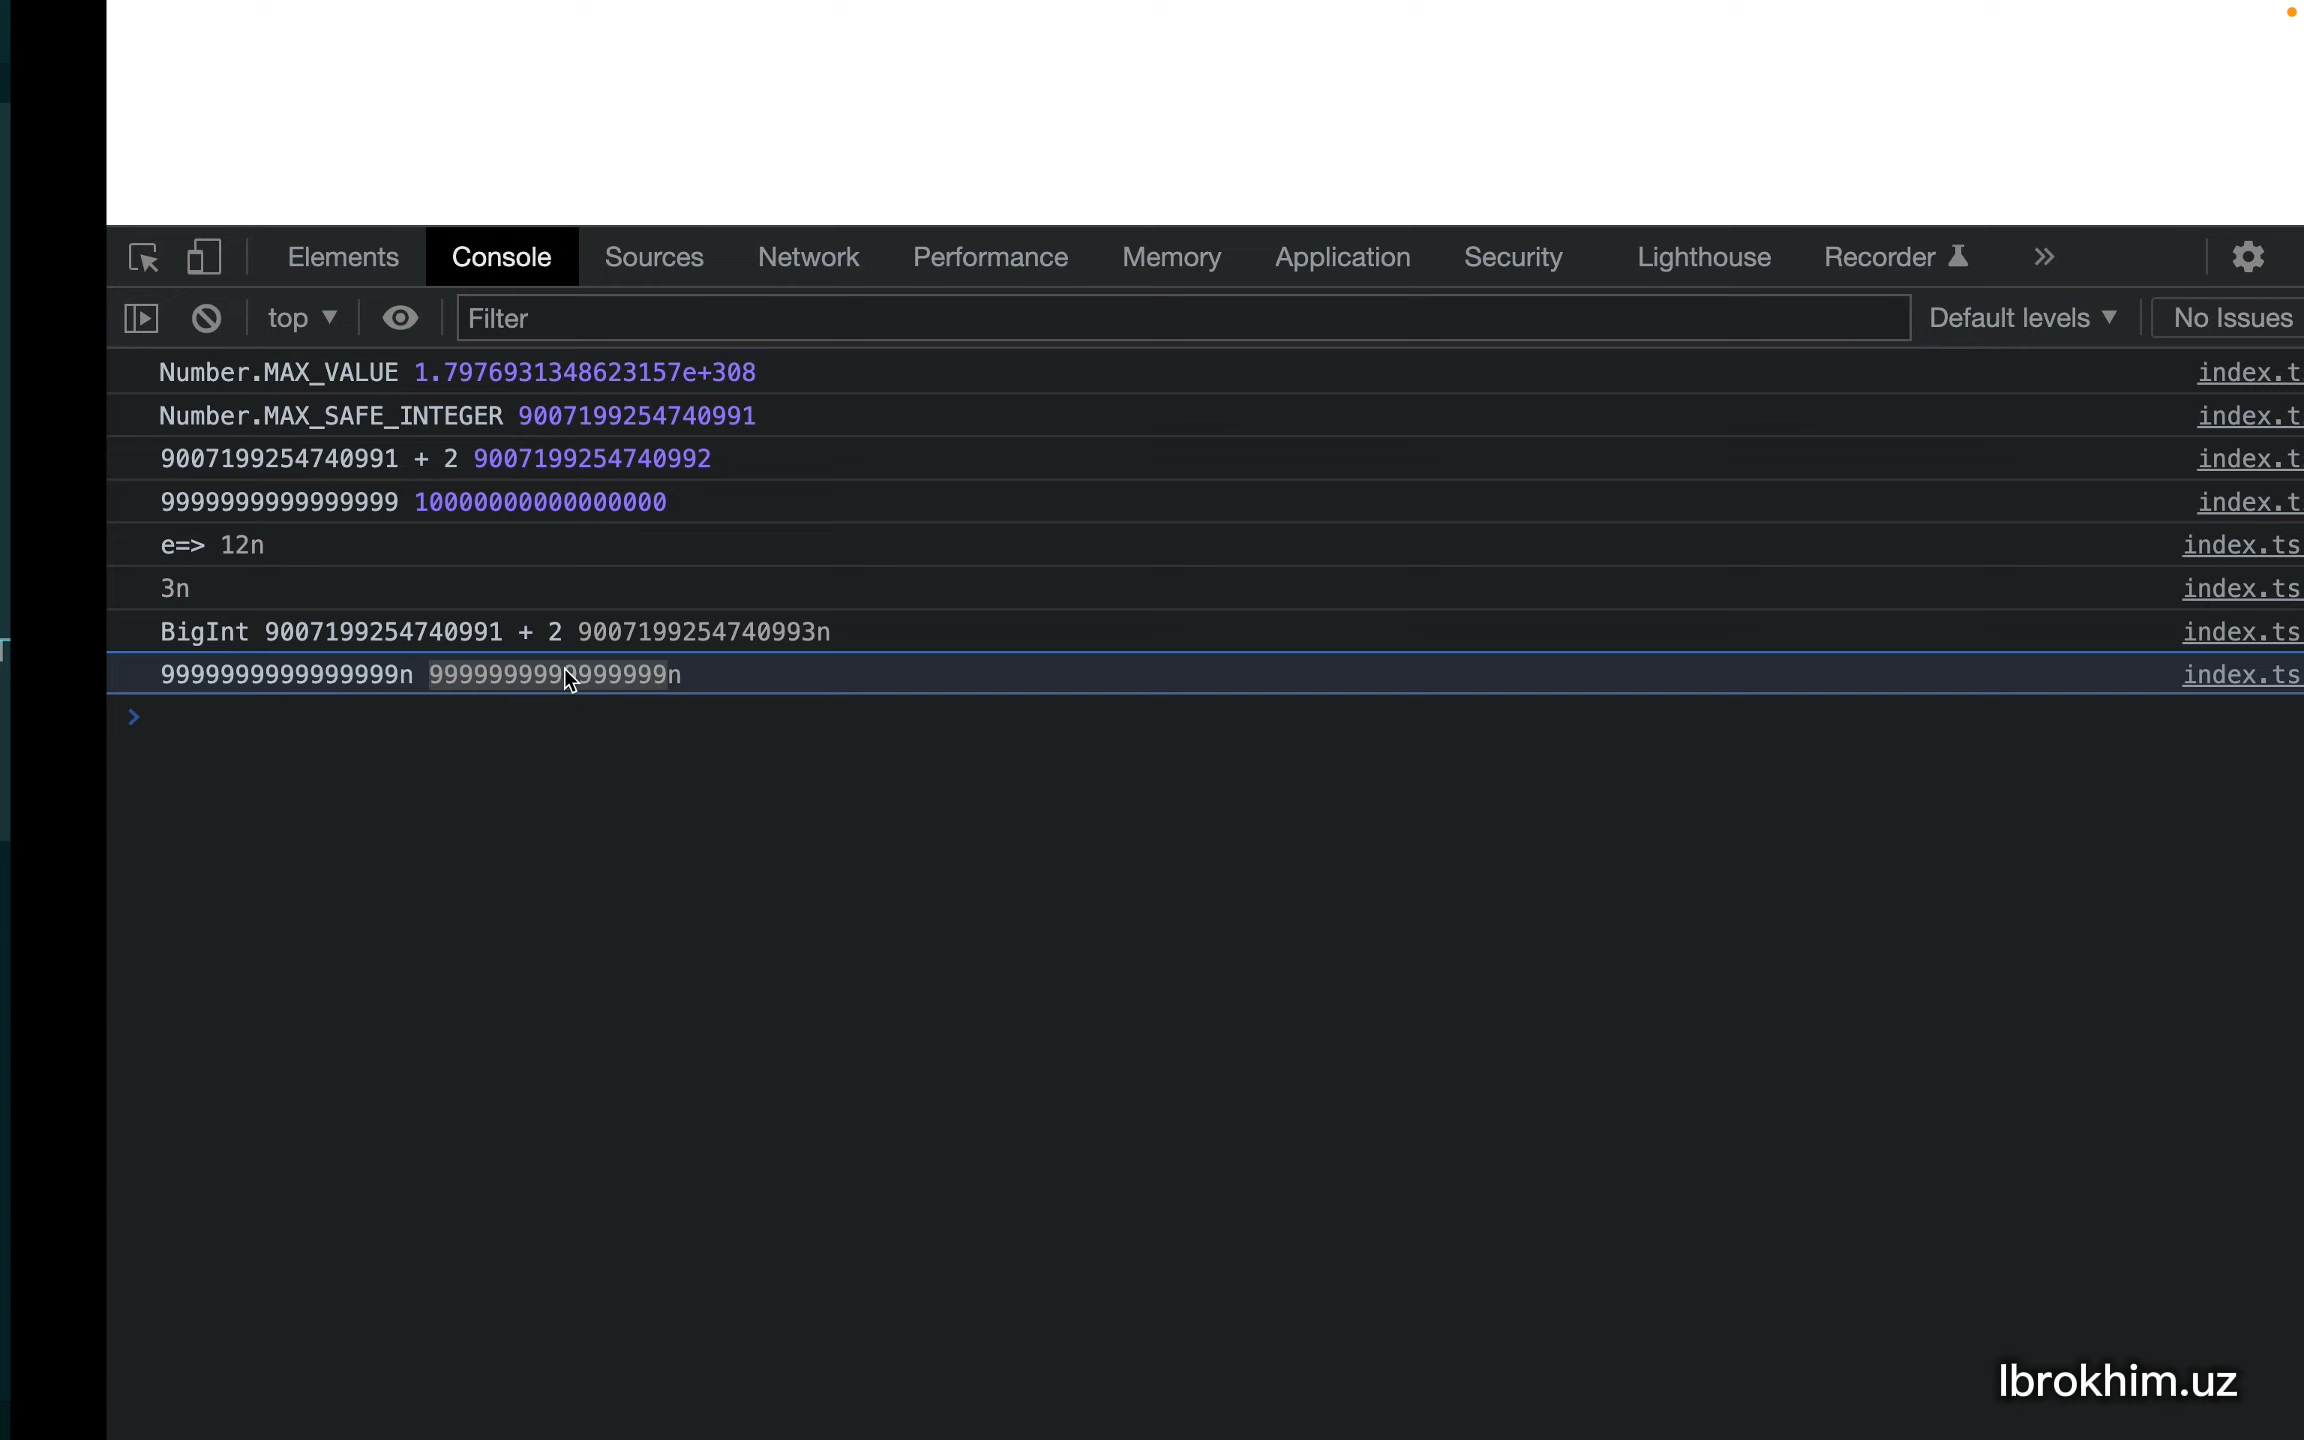 Elements Console Sources Network Performance Memory Application Security Lighthouse Recorder
top Filter Default levels No Issues
Number.MAX_VALUE 1.7976931348623157e+308 index.t
Number.MAX_SAFE_INTEGER 9007199254740991 index.t
9007199254740991 + 2 9007199254740992 index.t
9999999999999999 10000000000000000 index.t
e=> 12n index.ts
3n index.ts
BigInt 9007199254740991 + 2 9007199254740993n index.ts
9999999999999999n 9999999999999999n index.ts
Ibrokhim.uz